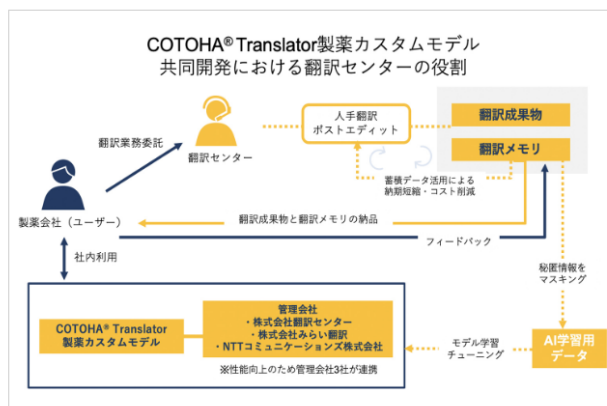 COTOHA® Translator製薬カスタムモデル
共同開発における翻訳センターの役割
人手翻訳
ポストエディット
翻訳成果物
翻訳メモリ
翻訳業務委託
翻訳センター
蓄積データ活用による
納期短縮・コスト削減
製薬会社（ユーザー）
翻訳成果物と翻訳メモリの納品
フィードバック
社内利用
秘匿情報を
マスキング
COTOHA® Translator
製薬カスタムモデル
管理会社
・株式会社翻訳センター
・株式会社みらい翻訳
・NTTコミュニケーションズ株式会社
※性能向上のため管理会社3社が連携
モデル学習
チューニング
AI学習用
データ